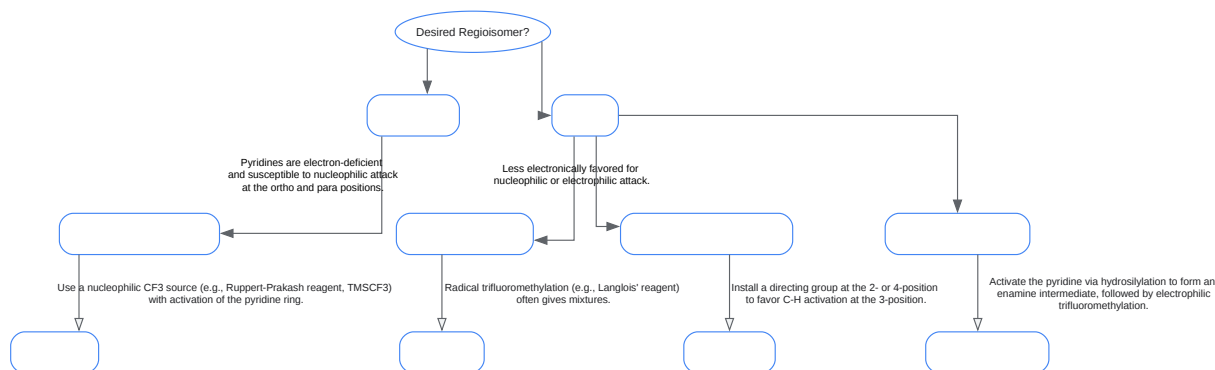 Desired Regioisomer?
Pyridines are electron-deficient
and susceptible to nucleophilic attack
at the ortho and para positions.
Less electronically favored for
nucleophilic or electrophilic attack.
Use a nucleophilic CF3 source (e.g., Ruppert-Prakash reagent, TMSCF3)
with activation of the pyridine ring.
Radical trifluoromethylation (e.g., Langlois' reagent)
often gives mixtures.
Install a directing group at the 2- or 4-position
to favor C-H activation at the 3-position.
Activate the pyridine via hydrosilylation to form an
enamine intermediate, followed by electrophilic
trifluoromethylation.